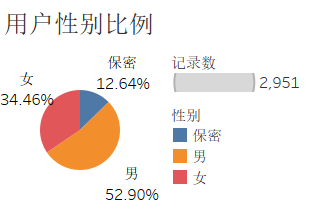 用户性别比例
保密
12.64%
女
34.46%
男
52.90%
记录数
2,951
性别
保密
男
女